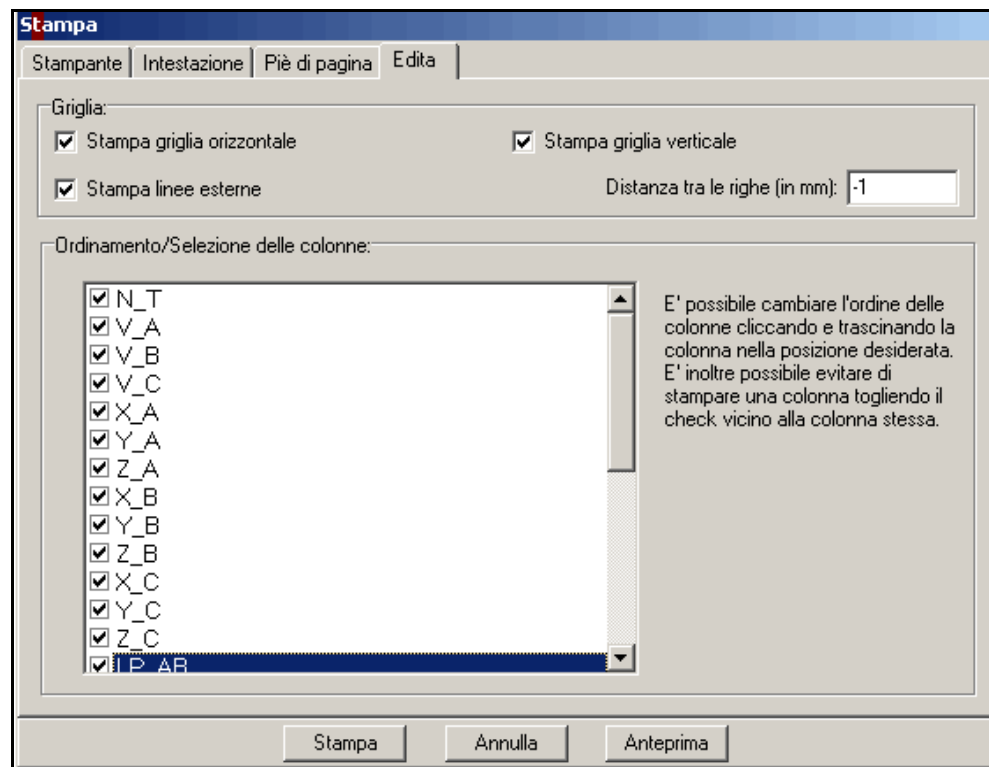 Stampa
Stampante Intestazione Piè di pagina Edita
Griglia:
Stampa griglia orizzontale Stampa griglia verticale
Stampa linee esterne Distanza tra le righe (in mm): -1
Ordinamento/Selezione delle colonne:
N_T
V_A
V_B
V_C
X_A
Y_A
Z_A
X_B
Y_B
Z_B
X_C
Y_C
Z_C
LP_AB
E' possibile cambiare l'ordine delle
colonne cliccando e trascinando la
colonna nella posizione desiderata.
E' inoltre possibile evitare di
stampare una colonna togliendo il
check vicino alla colonna stessa.
Stampa Annulla Anteprima